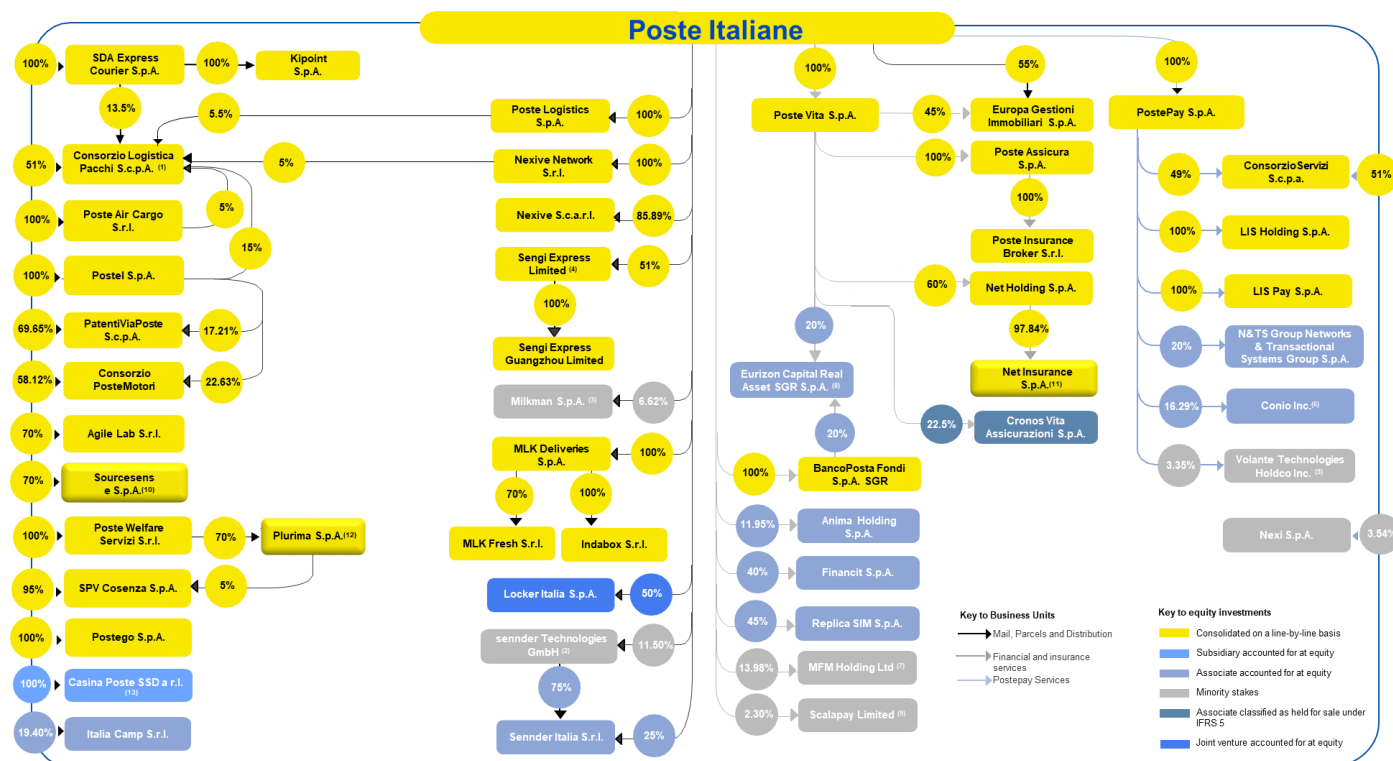 Poste Italiane
100%
SDA Express
Courier S.p.A.
100%
Kipoint
S.p.A.
13.5%
5.5%
51%
Consorzio Logistica
Pacchi S.c.p.A. (1)
5%
100%
Poste Air Cargo
S.r.l.
5%
15%
100%
Postel S.p.A.
69.65%
PatentiViaPoste
S.c.p.A.
17.21%
58.12%
Consorzio
PosteMotori
22.63%
70%
Agile Lab S.r.l.
70%
Sourcesens
e S.p.A.(10)
100%
Poste Welfare
Servizi S.r.l.
70%
Plurima S.p.A.(12)
95%
SPV Cosenza S.p.A.
5%
100%
Postego S.p.A.
100%
Casina Poste SSD a r.l.
(13)
19.40%
Italia Camp S.r.l.
Poste Logistics
S.p.A.
100%
Nexive Network
S.r.l.
100%
Nexive S.c.a.r.l.
85.89%
Sengi Express
Limited (4)
51%
100%
Sengi Express
Guangzhou Limited
Milkman S.p.A. (3)
6.62%
MLK Deliveries
S.p.A.
100%
70%
100%
MLK Fresh S.r.l.
Indabox S.r.l.
Locker Italia S.p.A.
50%
sennder Technologies
GmbH (2)
11.50%
75%
Sennder Italia S.r.l.
25%
100%
55%
Poste Vita S.p.A.
45%
Europa Gestioni
Immobiliari S.p.A.
100%
Poste Assicura
S.p.A.
100%
Poste Insurance
Broker S.r.l.
60%
Net Holding S.p.A.
97.84%
Net Insurance
S.p.A.(11)
20%
Eurizon Capital Real
Asset SGR S.p.A. (8)
20%
22.5%
Cronos Vita
Assicurazioni S.p.A.
100%
BancoPosta Fondi
S.p.A. SGR
11.95%
Anima Holding
S.p.A.
40%
Financit S.p.A.
45%
Replica SIM S.p.A.
13.98%
MFM Holding Ltd (7)
2.30%
Scalapay Limited (9)
100%
PostePay S.p.A.
49%
Consorzio Servizi
S.c.p.a.
51%
100%
LIS Holding S.p.A.
100%
LIS Pay S.p.A.
20%
N&TS Group Networks
& Transactional
Systems Group S.p.A.
16.29%
Conio Inc.(6)
3.35%
Volante Technologies
Holdco Inc. (5)
Nexi S.p.A.
3.54%
Key to Business Units
Mail, Parcels and Distribution
Financial and insurance
services
Postepay Services
Key to equity investments
Consolidated on a line-by-line basis
Subsidiary accounted for at equity
Associate accounted for at equity
Minority stakes
Associate classified as held for sale under
IFRS 5
Joint venture accounted for at equity